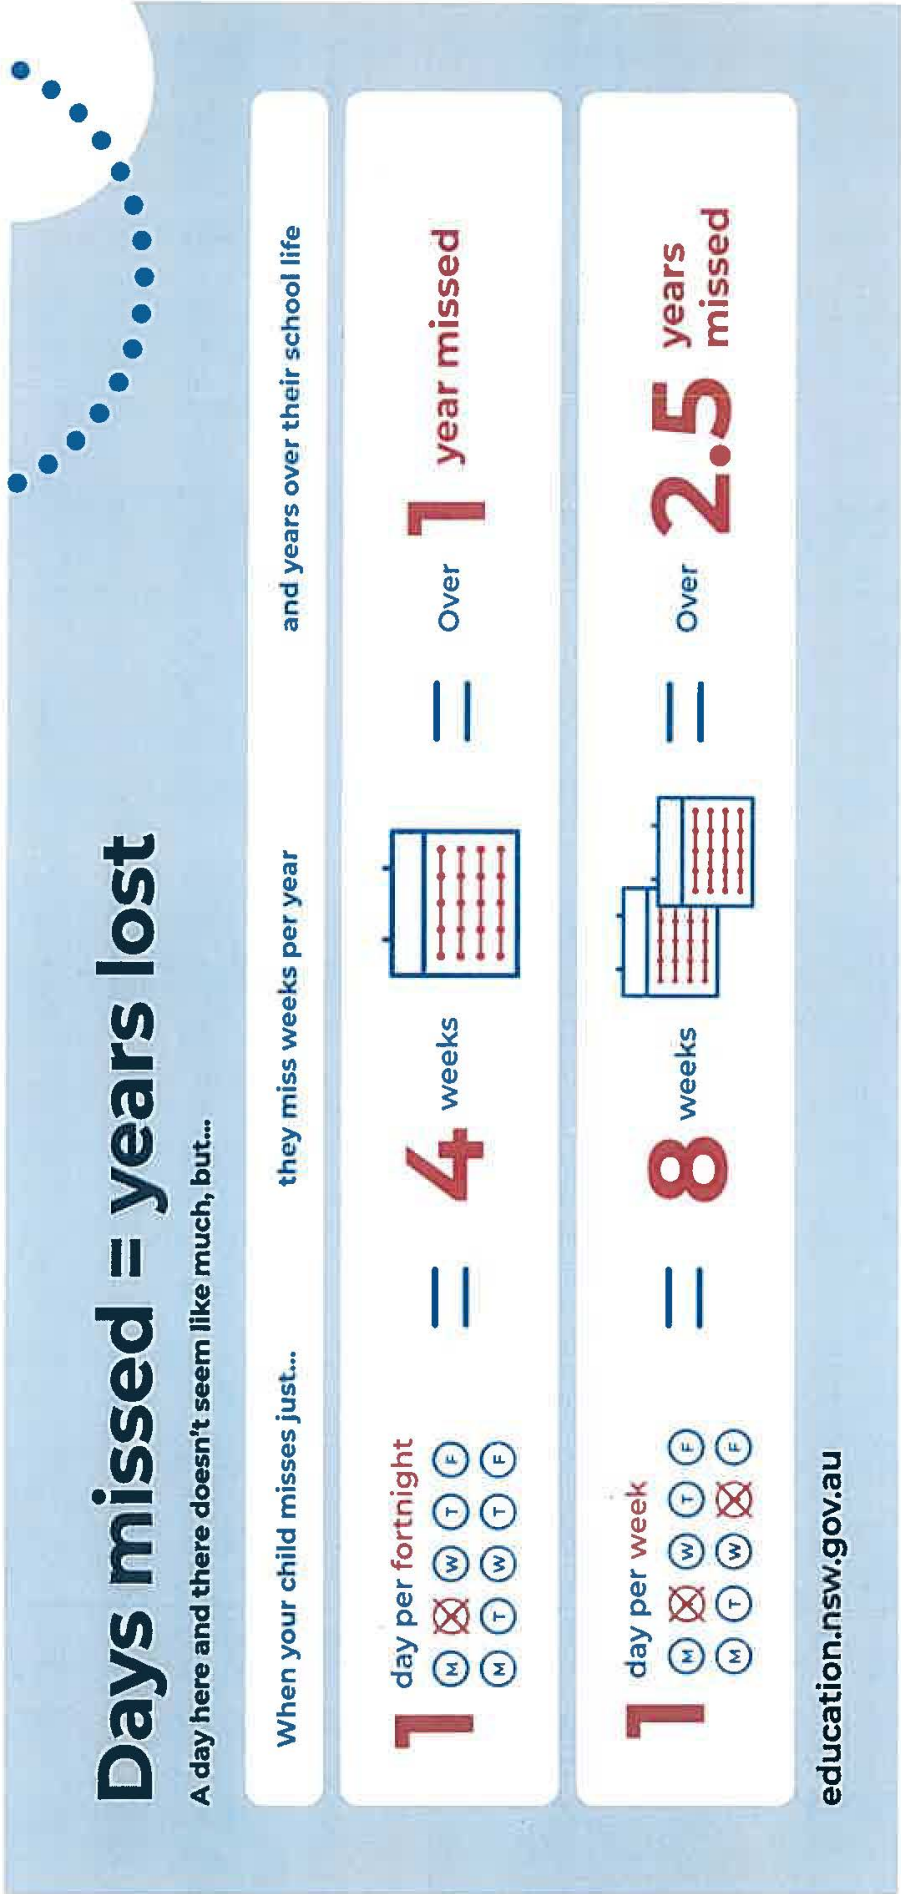 Days missed = years lost
A day here and there doesn't seem like much, but...
When your child misses just... they miss weeks per year and years over their school life
1 day per fortnight = 4 weeks = Over 1 year missed
M W T F
M T W T F
1 day per week = 8 weeks = Over 2.5 years missed
M W T F
M T W F
education.nsw.gov.au